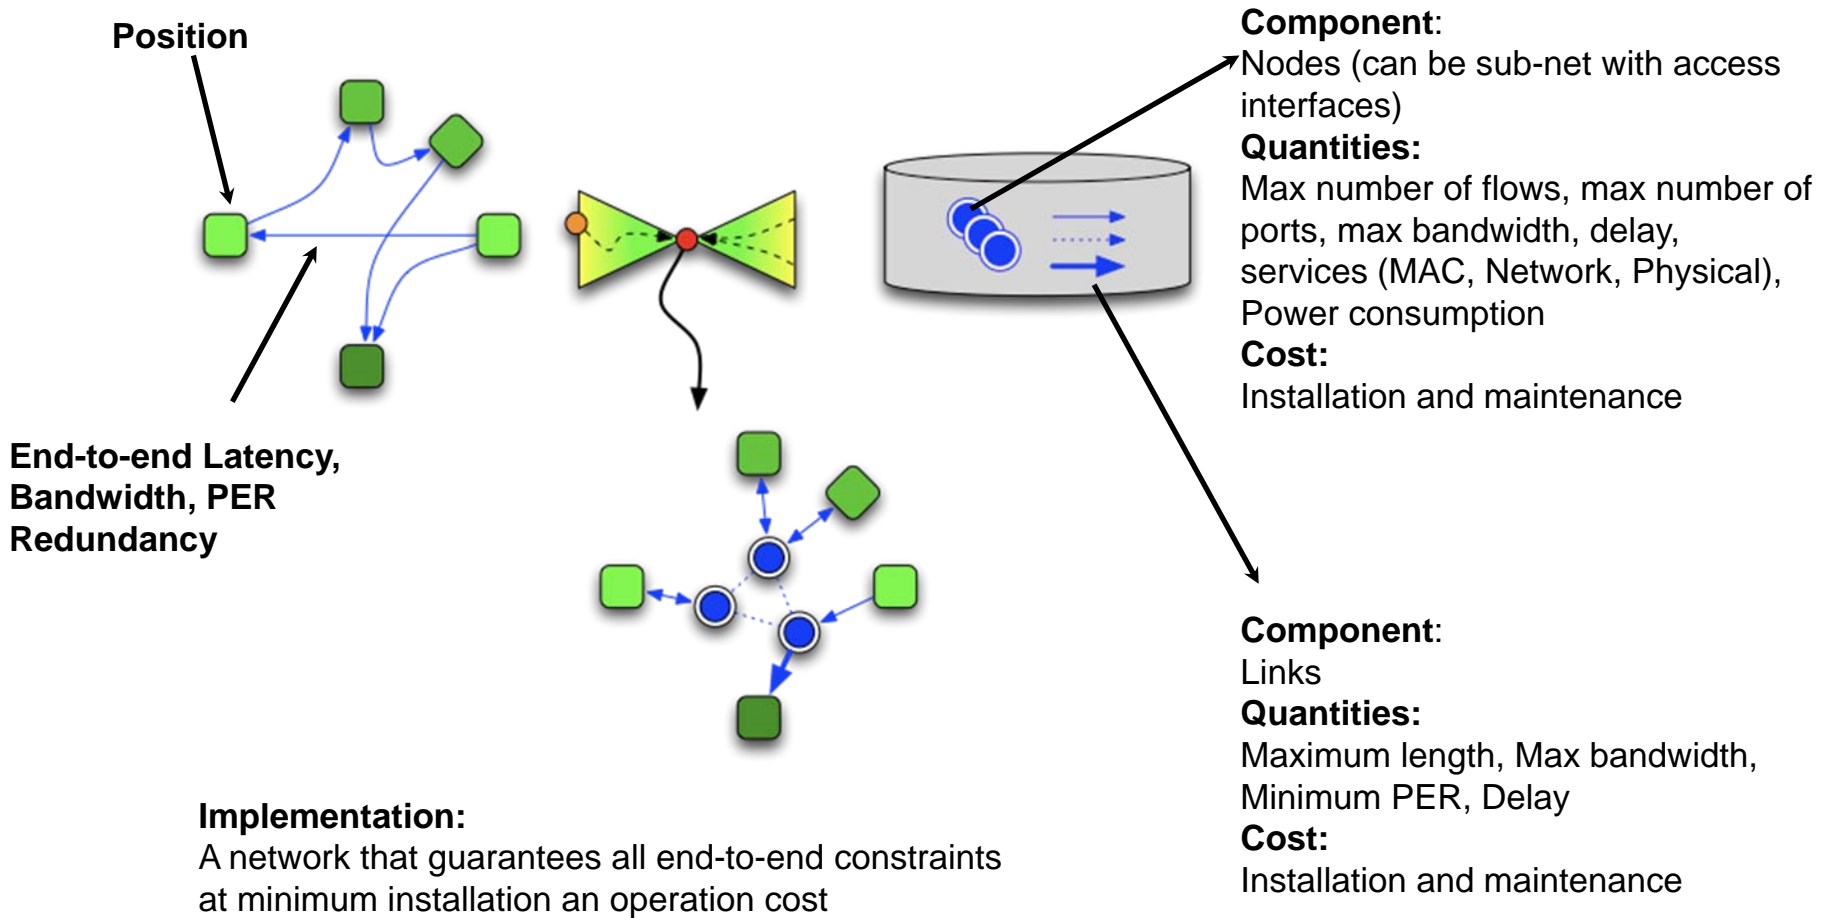 Position
End-to-end Latency,
Bandwidth, PER
Redundancy
Component:
Nodes (can be sub-net with access
interfaces)
Quantities:
Max number of flows, max number of
ports, max bandwidth, delay,
services (MAC, Network, Physical),
Power consumption
Cost:
Installation and maintenance
Component:
Links
Quantities:
Maximum length, Max bandwidth,
Minimum PER, Delay
Cost:
Installation and maintenance
Implementation:
A network that guarantees all end-to-end constraints
at minimum installation an operation cost